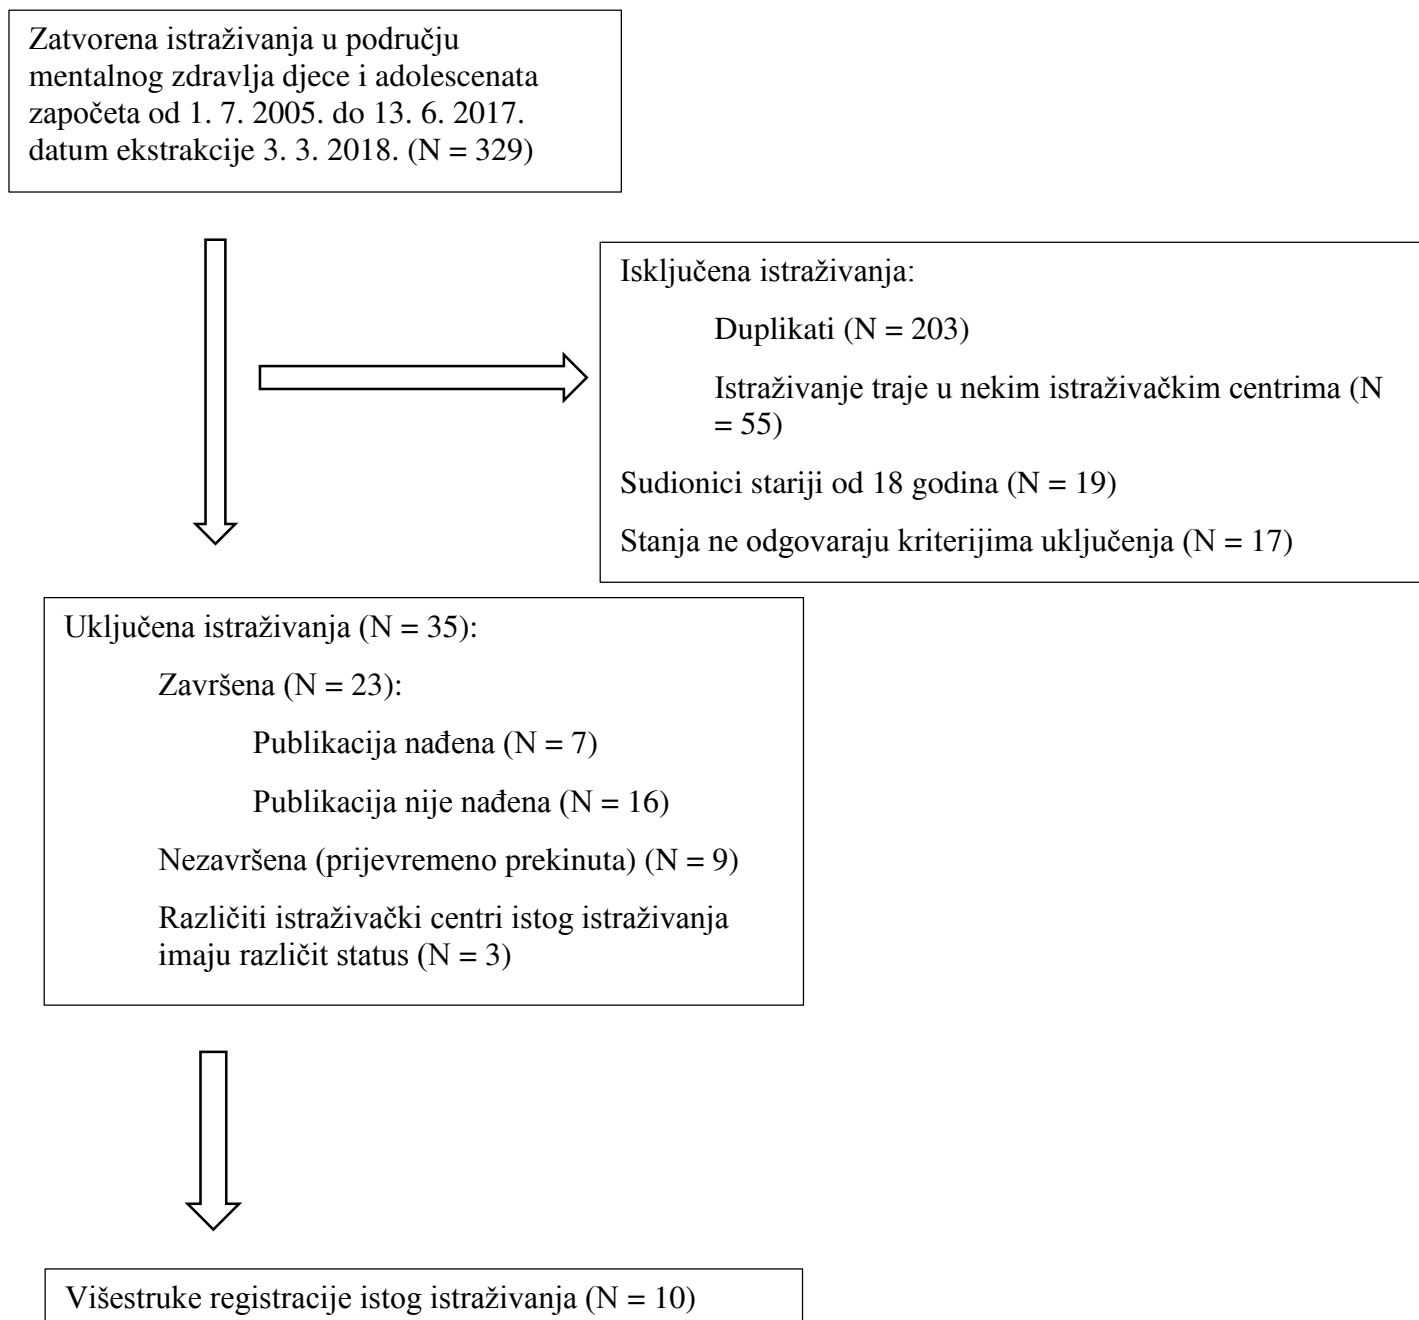 Zatvorena istraživanja u području
mentalnog zdravlja djece i adolescenata
započeta od 1. 7. 2005. do 13. 6. 2017.
datum ekstrakcije 3. 3. 2018. (N = 329)
Isključena istraživanja:
Duplikati (N = 203)
Istraživanje traje u nekim istraživačkim centrima (N
= 55)
Sudionici stariji od 18 godina (N = 19)
Stanja ne odgovaraju kriterijima uključenja (N = 17)
Uključena istraživanja (N = 35):
Završena (N = 23):
Publikacija nađena (N = 7)
Publikacija nije nađena (N = 16)
Nezavršena (prijevremeno prekinuta) (N = 9)
Različiti istraživački centri istog istraživanja
imaju različit status (N = 3)
Višestruke registracije istog istraživanja (N = 10)